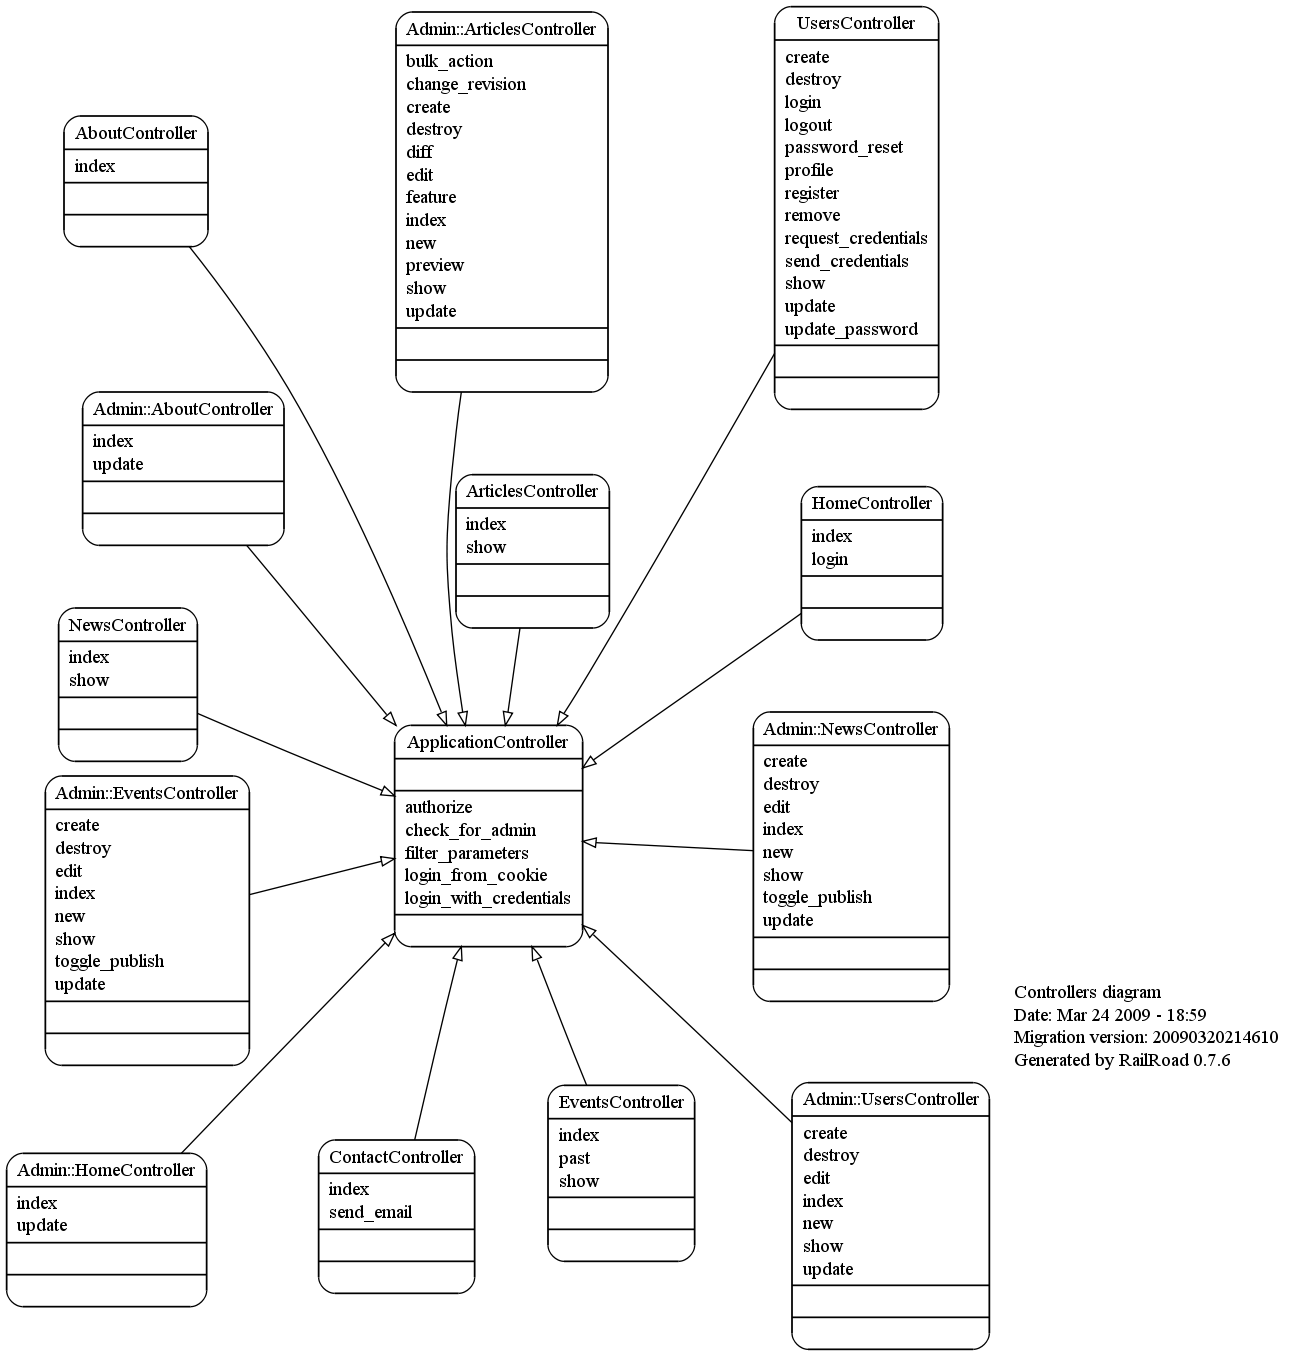 Admin::ArticlesController
bulk_action
change_revision
create
destroy
diff
edit
feature
index
new
preview
show
update
UsersController
create
destroy
login
logout
password_reset
profile
register
remove
request_credentials
send_credentials
show
update
update_password
AboutController
index
Admin::AboutController
index
update
ArticlesController
index
show
HomeController
index
login
NewsController
index
show
ApplicationController
authorize
check_for_admin
filter_parameters
login_from_cookie
login_with_credentials
Admin::NewsController
create
destroy
edit
index
new
show
toggle_publish
update
Admin::EventsController
create
destroy
edit
index
new
show
toggle_publish
update
Controllers diagram
Date: Mar 24 2009 - 18:59
Migration version: 20090320214610
Generated by RailRoad 0.7.6
Admin::HomeController
index
update
ContactController
index
send_email
EventsController
index
past
show
Admin::UsersController
create
destroy
edit
index
new
show
update